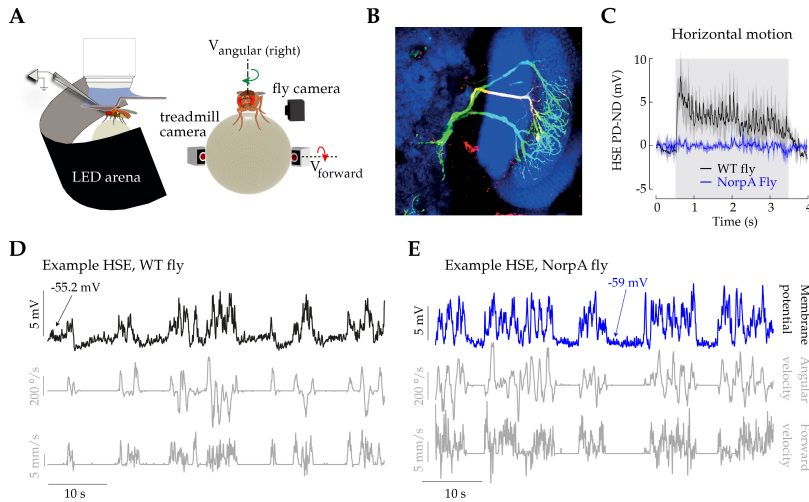 A
V angular (right)
fly camera
treadmill
camera
LED arena
V forward
B
C
Horizontal motion
HSE PD-ND (mV)
10
5
0
-5
WT fly
NorpA Fly
0
1
2
3
4
Time (s)
D
Example HSE, WT fly
-55.2 mV
5 mV
200 º/s
5 mm/s
10 s
E
Example HSE, NorpA fly
-59 mV
5 mV
200 º/s
5 mm/s
10 s
Membrane
potential
Angular
velocity
Forward
velocity